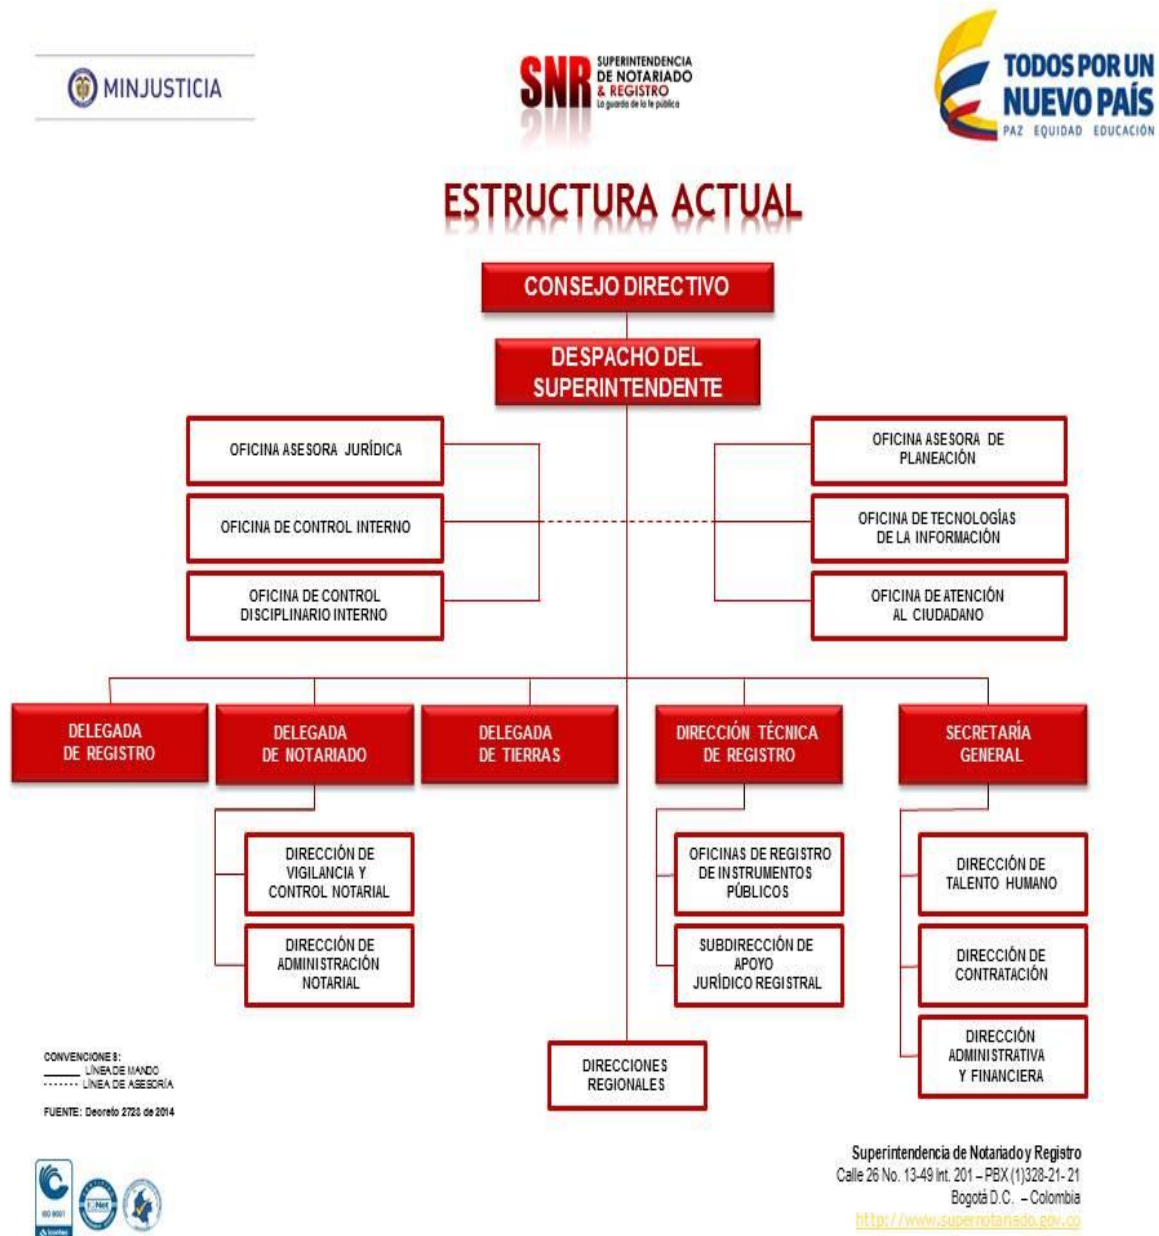 MINJUSTICIA
SNR
SUPERINTENDENCIA
DE NOTARIADO
& REGISTRO
La guarda de la fe pública
TODOS POR UN
NUEVO PAÍS
PAZ EQUIDAD EDUCACIÓN
ESTRUCTURA ACTUAL
CONSEJO DIRECTIVO
DESPACHO DEL
SUPERINTENDENTE
OFICINA ASESORA JURÍDICA
OFICINA ASESORA DE
PLANEACIÓN
OFICINA DE CONTROL INTERNO
OFICINA DE TECNOLOGÍAS
DE LA INFORMACIÓN
OFICINA DE CONTROL
DISCIPLINARIO INTERNO
OFICINA DE ATENCIÓN
AL CIUDADANO
DELEGADA
DE REGISTRO
DELEGADA
DE NOTARIADO
DELEGADA
DE TIERRAS
DIRECCIÓN TÉCNICA
DE REGISTRO
SECRETARÍA
GENERAL
DIRECCIÓN DE
VIGILANCIA Y
CONTROL NOTARIAL
DIRECCIÓN DE
ADMINISTRACIÓN
NOTARIAL
OFICINAS DE REGISTRO
DE INSTRUMENTOS
PÚBLICOS
SUBDIRECCIÓN DE
APOYO
JURÍDICO REGISTRAL
DIRECCIÓN DE
TALENTO HUMANO
DIRECCIÓN DE
CONTRATACIÓN
DIRECCIÓN
ADMINISTRATIVA
Y FINANCIERA
DIRECCIONES
REGIONALES
CONVENCIONES:
LÍNEA DE MANDO
LÍNEA DE ASESORÍA
FUENTE: Decreto 2723 de 2014
Superintendencia de Notariado y Registro
Calle 26 No. 13-49 Int. 201 – PBX (1)328-21- 21
Bogotá D.C. – Colombia
http://www.supernotariado.gov.co
ISO 9001
icontec
IQNet